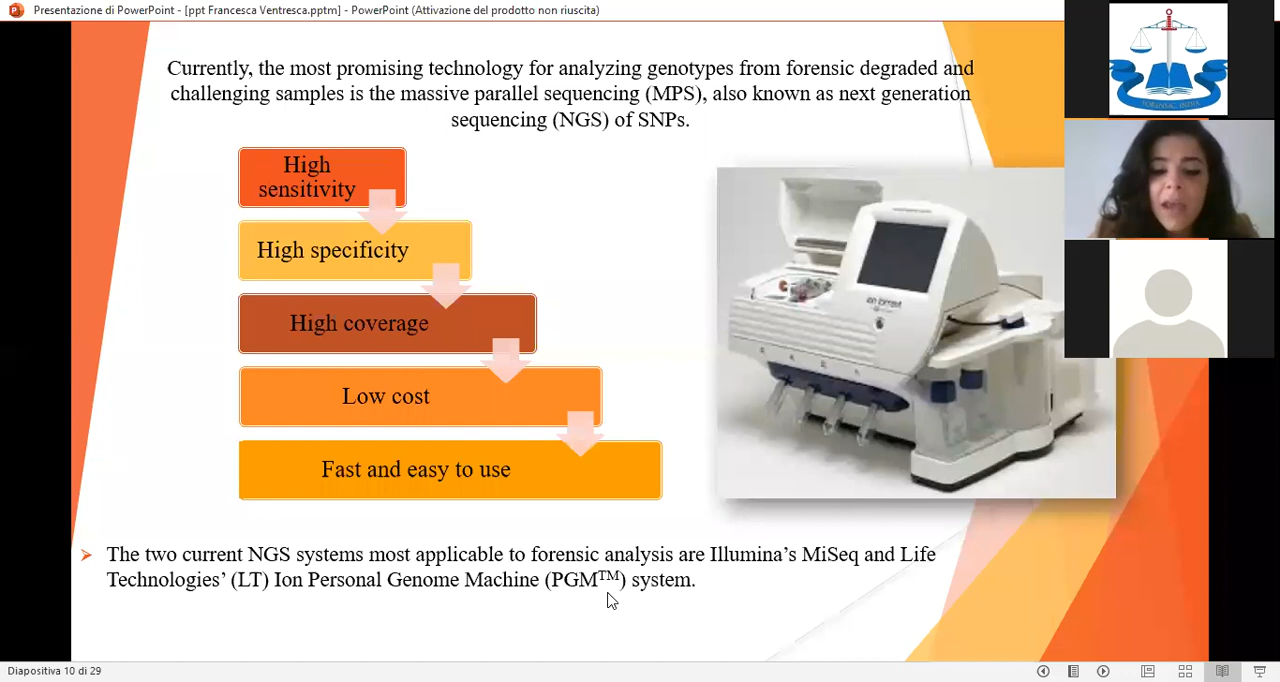 Presentazione di PowerPoint - [ppt Francesca Ventresca.pptm] - PowerPoint (Attivazione del prodotto non riuscita)
Currently, the most promising technology for analyzing genotypes from forensic degraded and
challenging samples is the massive parallel sequencing (MPS), also known as next generation
sequencing (NGS) of SNPs.
High
sensitivity
High specificity
High coverage
Low cost
Fast and easy to use
ion torrent
➤ The two current NGS systems most applicable to forensic analysis are Illumina’s MiSeq and Life
Technologies’ (LT) Ion Personal Genome Machine (PGM™) system.
Diapositiva 10 di 29